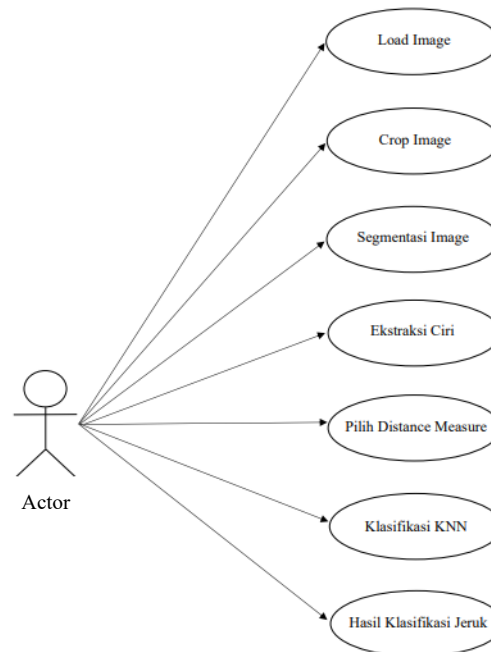 Load Image
Crop Image
Segmentasi Image
Ekstraksi Ciri
Pilih Distance Measure
Actor
Klasifikasi KNN
Hasil Klasifikasi Jeruk